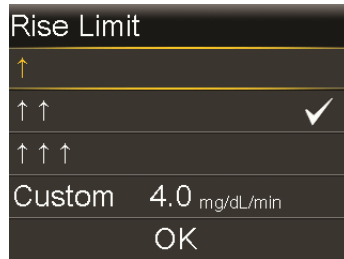 Rise Limit
↑
↑ ↑
↑ ↑ ↑
Custom 4.0 mg/dL/min
OK